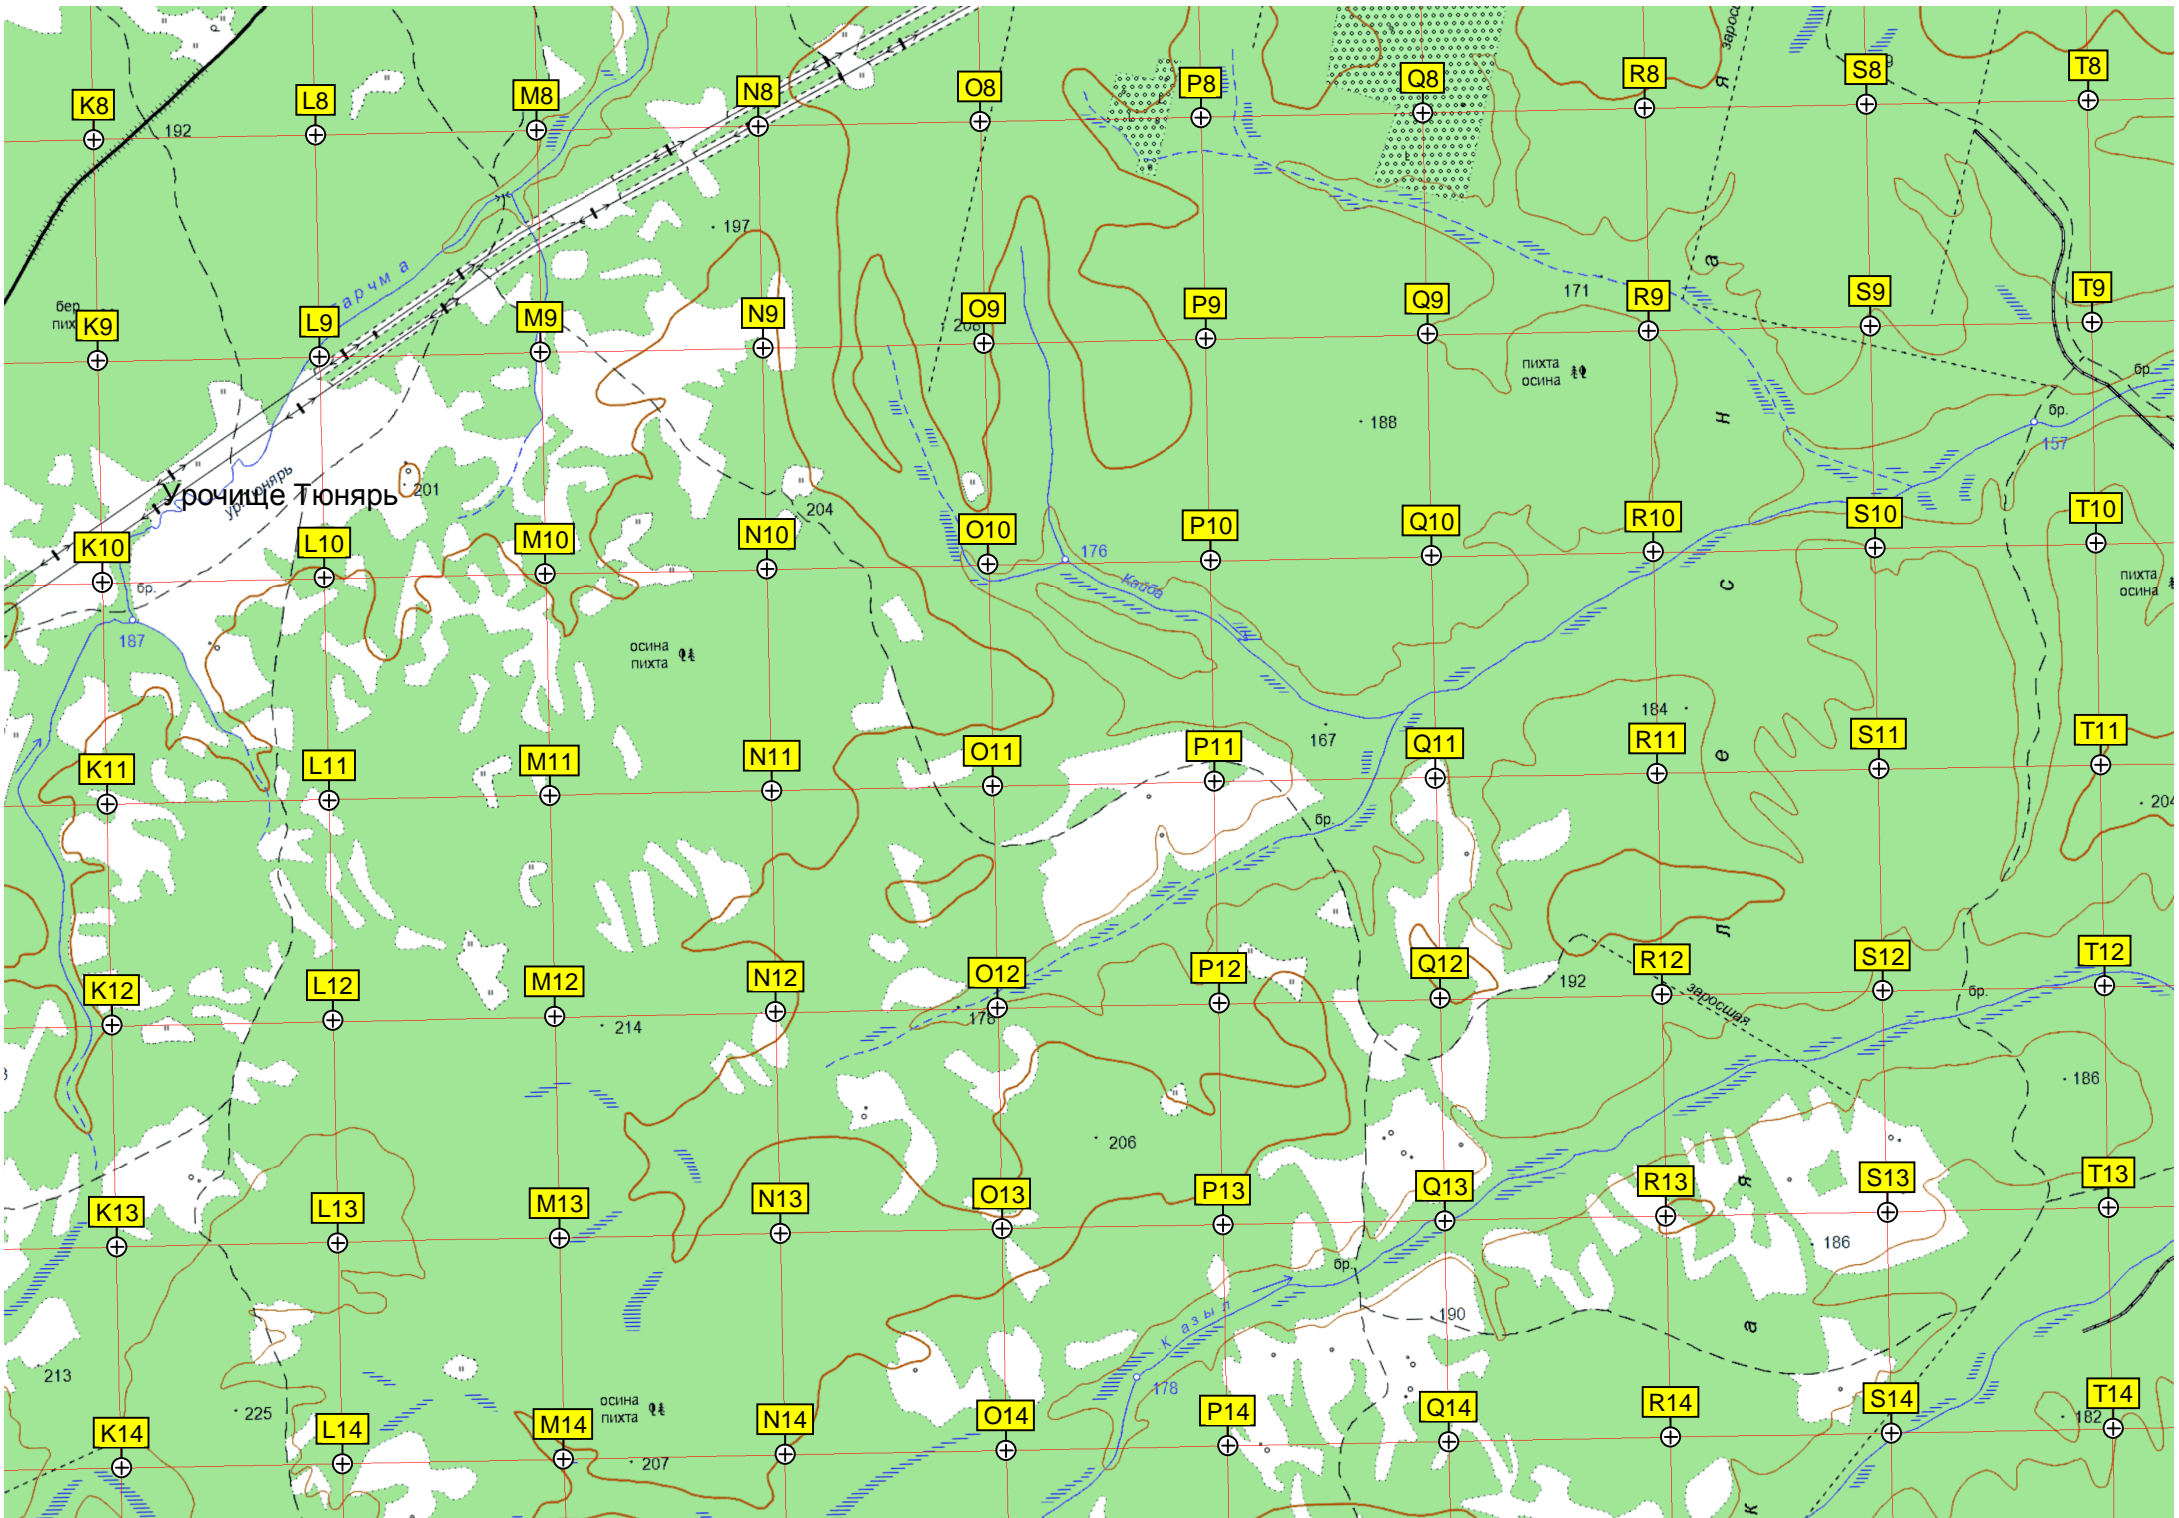 K8
L8
M8
N8
O8
P8
Q8
R8
S8
T8
192
я
197
а
бер.
пих
K9
L9
M9
N9
O9
P9
Q9
R9
S9
T9
171
208
пихта
осина
бр.
188
н
бр.
157
201
Урочище Тюнярь
204
K10
L10
M10
N10
O10
P10
Q10
R10
S10
T10
176
Кайба
бр.
с
пихта
осина
187
осина
пихта
184
167
K11
L11
M11
N11
O11
P11
Q11
R11
S11
T11
е
204
бр.
л
K12
L12
M12
N12
O12
P12
Q12
R12
S12
T12
192
заросшая
бр.
178
214
186
206
K13
L13
M13
N13
O13
P13
Q13
R13
S13
T13
я
186
бр.
190
Казыл
а
213
178
225
осина
пихта
K14
L14
M14
N14
O14
P14
Q14
R14
S14
T14
182
207
к